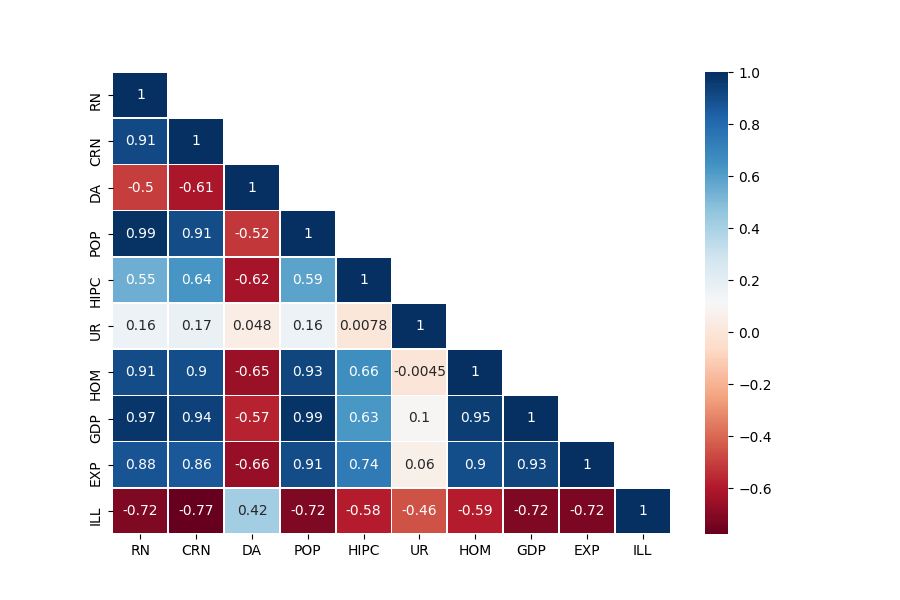 RN 1
CRN 0.91 1
DA -0.5 -0.61 1
POP 0.99 0.91 -0.52 1
HIPC 0.55 0.64 -0.62 0.59 1
UR 0.16 0.17 0.048 0.16 0.0078 1
HOM 0.91 0.9 -0.65 0.93 0.66 -0.0045 1
GDP 0.97 0.94 -0.57 0.99 0.63 0.1 0.95 1
EXP 0.88 0.86 -0.66 0.91 0.74 0.06 0.9 0.93 1
ILL -0.72 -0.77 0.42 -0.72 -0.58 -0.46 -0.59 -0.72 -0.72 1
RN CRN DA POP HIPC UR HOM GDP EXP ILL
1.0
0.8
0.6
0.4
0.2
0.0
−0.2
−0.4
−0.6